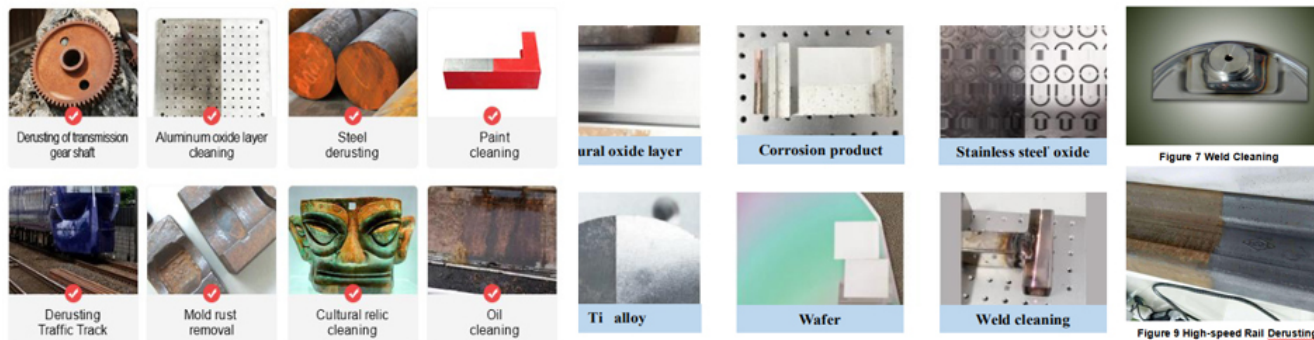 Derusting of transmission
gear shaft
Aluminum oxide layer
cleaning
Steel
derusting
Paint
cleaning
ural oxide layer
Corrosion product
Stainless steel oxide
Figure 7 Weld Cleaning
Derusting
Traffic Track
Mold rust
removal
Cultural relic
cleaning
Oil
cleaning
Ti alloy
Wafer
Weld cleaning
Figure 9 High-speed Rail Derusting